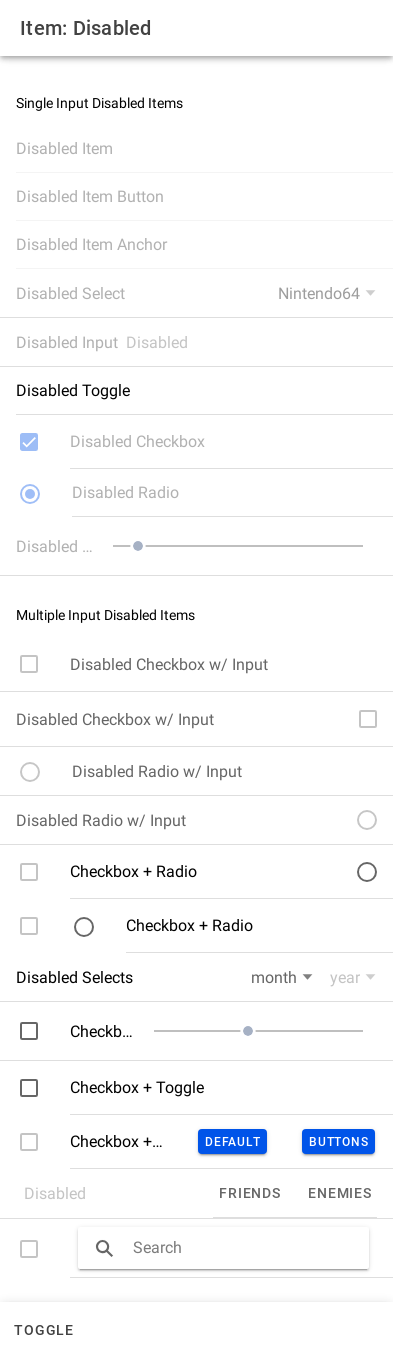 Item: Disabled
Single Input Disabled Items
Disabled Item
Disabled Item Button
Disabled Item Anchor
Disabled Select Nintendo64
Disabled Input Disabled
Disabled Toggle
Disabled Checkbox
Disabled Radio
Disabled ...
Multiple Input Disabled Items
Disabled Checkbox w/ Input
Disabled Checkbox w/ Input
Disabled Radio w/ Input
Disabled Radio w/ Input
Checkbox + Radio
Checkbox + Radio
Disabled Selects month year
Checkb...
Checkbox + Toggle
Checkbox +... DEFAULT BUTTONS
Disabled FRIENDS ENEMIES
Search
TOGGLE